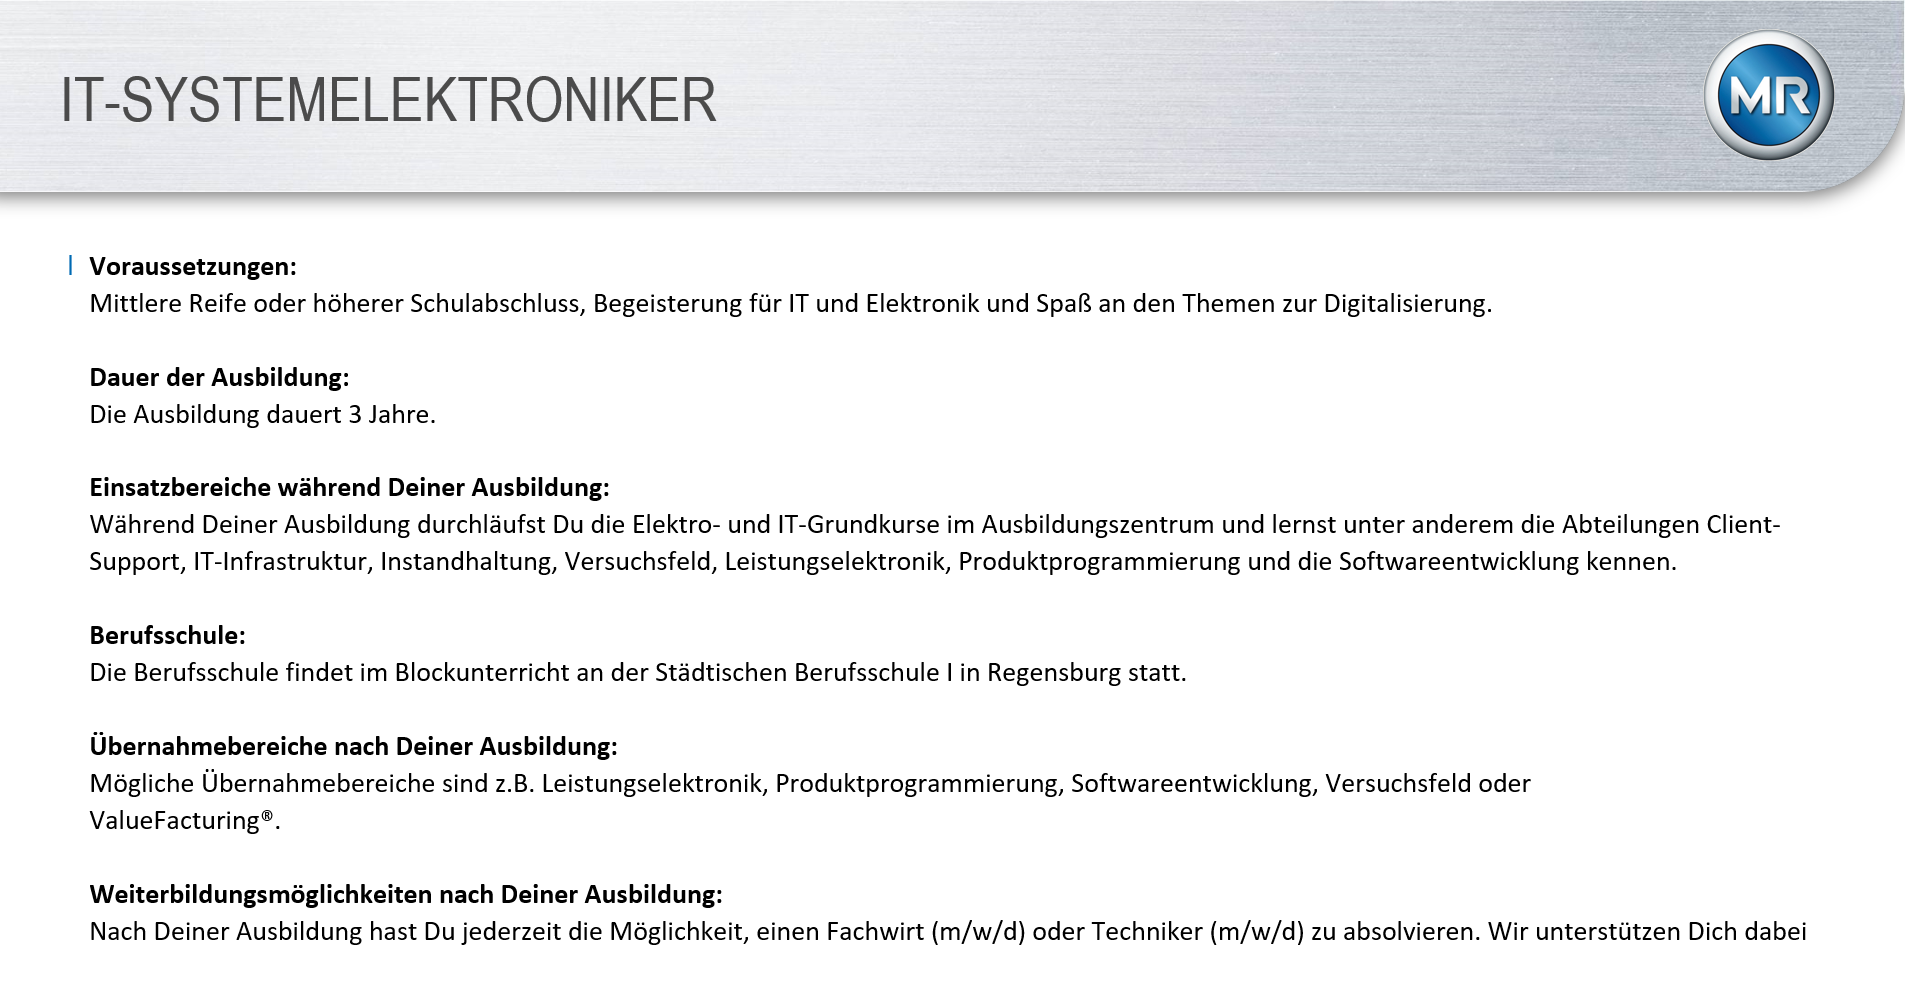 IT-SYSTEMELEKTRONIKER
MR
Voraussetzungen:
Mittlere Reife oder höherer Schulabschluss, Begeisterung für IT und Elektronik und Spaß an den Themen zur Digitalisierung.
Dauer der Ausbildung:
Die Ausbildung dauert 3 Jahre.
Einsatzbereiche während Deiner Ausbildung:
Während Deiner Ausbildung durchläufst Du die Elektro- und IT-Grundkurse im Ausbildungszentrum und lernst unter anderem die Abteilungen Client-
Support, IT-Infrastruktur, Instandhaltung, Versuchsfeld, Leistungselektronik, Produktprogrammierung und die Softwareentwicklung kennen.
Berufsschule:
Die Berufsschule findet im Blockunterricht an der Städtischen Berufsschule I in Regensburg statt.
Übernahmebereiche nach Deiner Ausbildung:
Mögliche Übernahmebereiche sind z.B. Leistungselektronik, Produktprogrammierung, Softwareentwicklung, Versuchsfeld oder
ValueFacturing®.
Weiterbildungsmöglichkeiten nach Deiner Ausbildung:
Nach Deiner Ausbildung hast Du jederzeit die Möglichkeit, einen Fachwirt (m/w/d) oder Techniker (m/w/d) zu absolvieren. Wir unterstützen Dich dabei